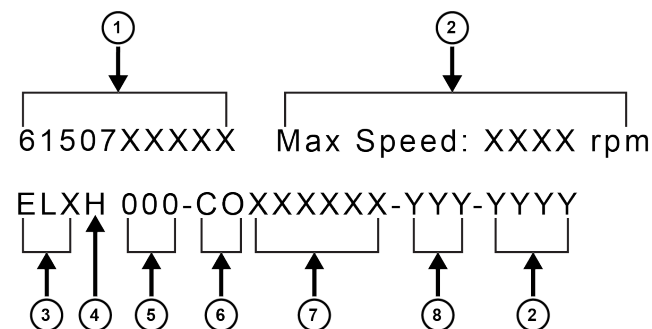 1 2
61507XXXXX Max Speed: XXXX rpm
ELXH 000-COXXXXXX-YYY-YYYY
3 4 5 6 7 8 2